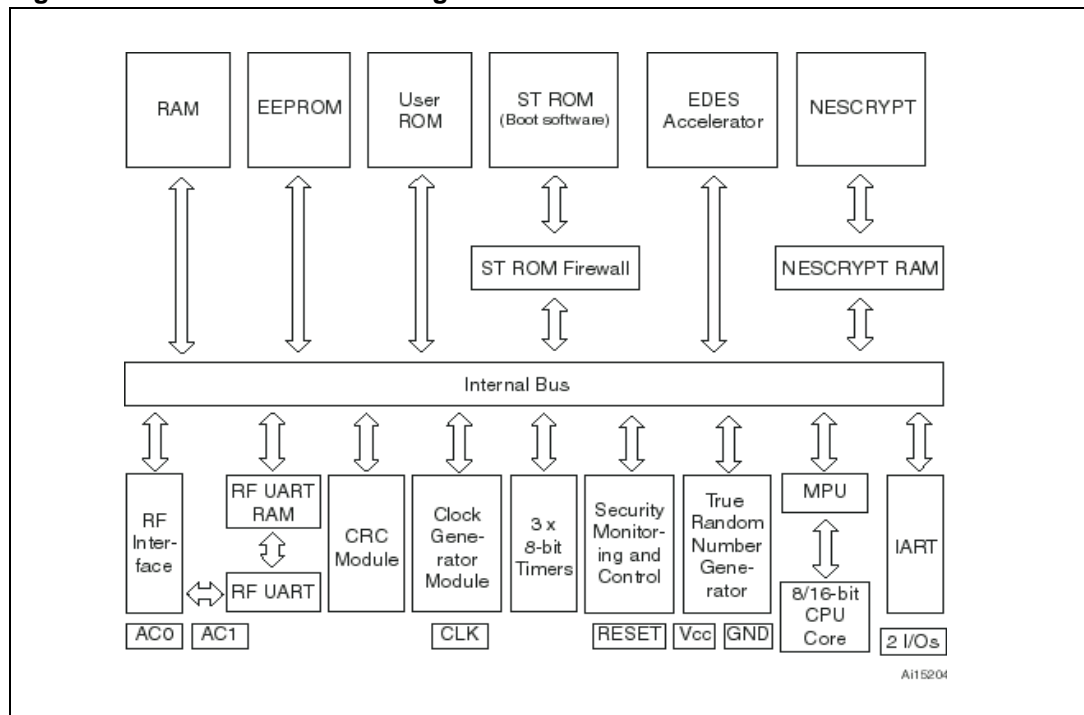 RAM
EEPROM
User
ROM
ST ROM
(Boot software)
EDES
Accelerator
NESCRYPT
ST ROM Firewall
NESCRYPT RAM
Internal Bus
RF
Inter-
face
RF UART
RAM
RF UART
CRC
Module
Clock
Gene-
rator
Module
3 x
8-bit
Timers
Security
Monitor-
ing and
Control
True
Random
Number
Gene-
rator
MPU
8/16-bit
CPU
Core
IART
AC0
AC1
CLK
RESET
Vcc
GND
2 I/Os
Ai15204